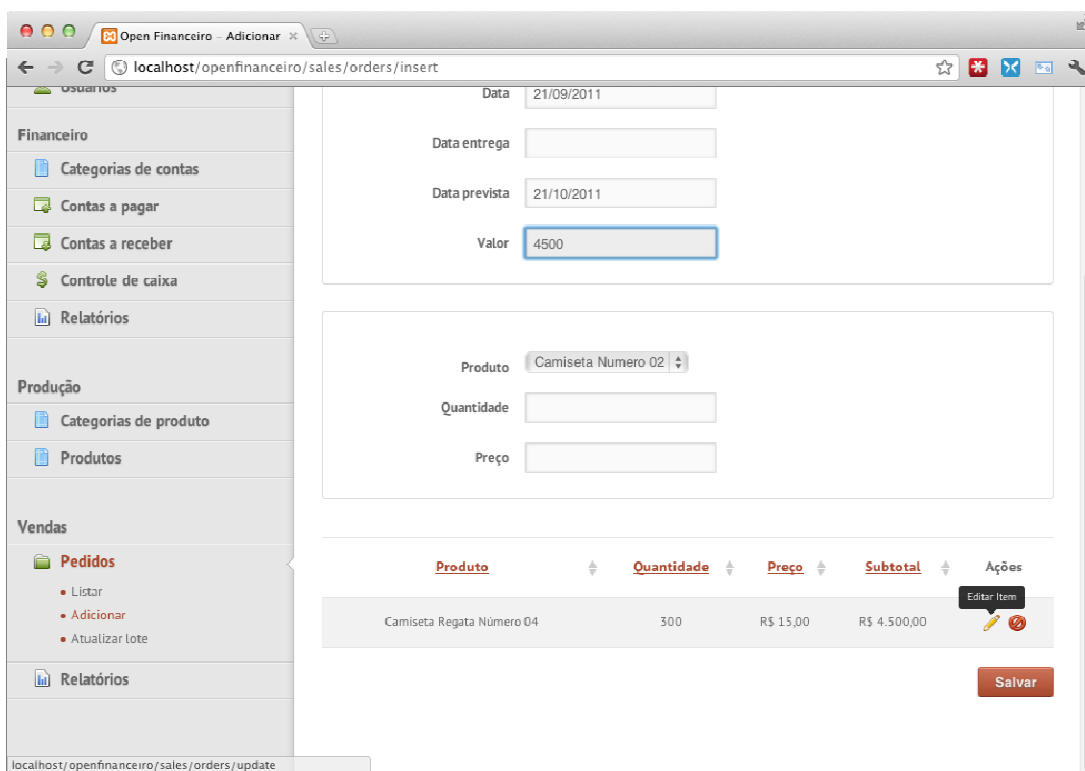 Open Financeiro – Adicionar
localhost/openfinanceiro/sales/orders/insert
Usuários
Financeiro
Categorias de contas
Contas a pagar
Contas a receber
Controle de caixa
Relatórios
Produção
Categorias de produto
Produtos
Vendas
Pedidos
Listar
Adicionar
Atualizar lote
Relatórios
Data 21/09/2011
Data entrega
Data prevista 21/10/2011
Valor 4500
Produto Camiseta Numero 02
Quantidade
Preço
Produto Quantidade Preço Subtotal Ações
Editar Item
Camiseta Regata Número 04 300 R$ 15,00 R$ 4.500,00
Salvar
localhost/openfinanceiro/sales/orders/update